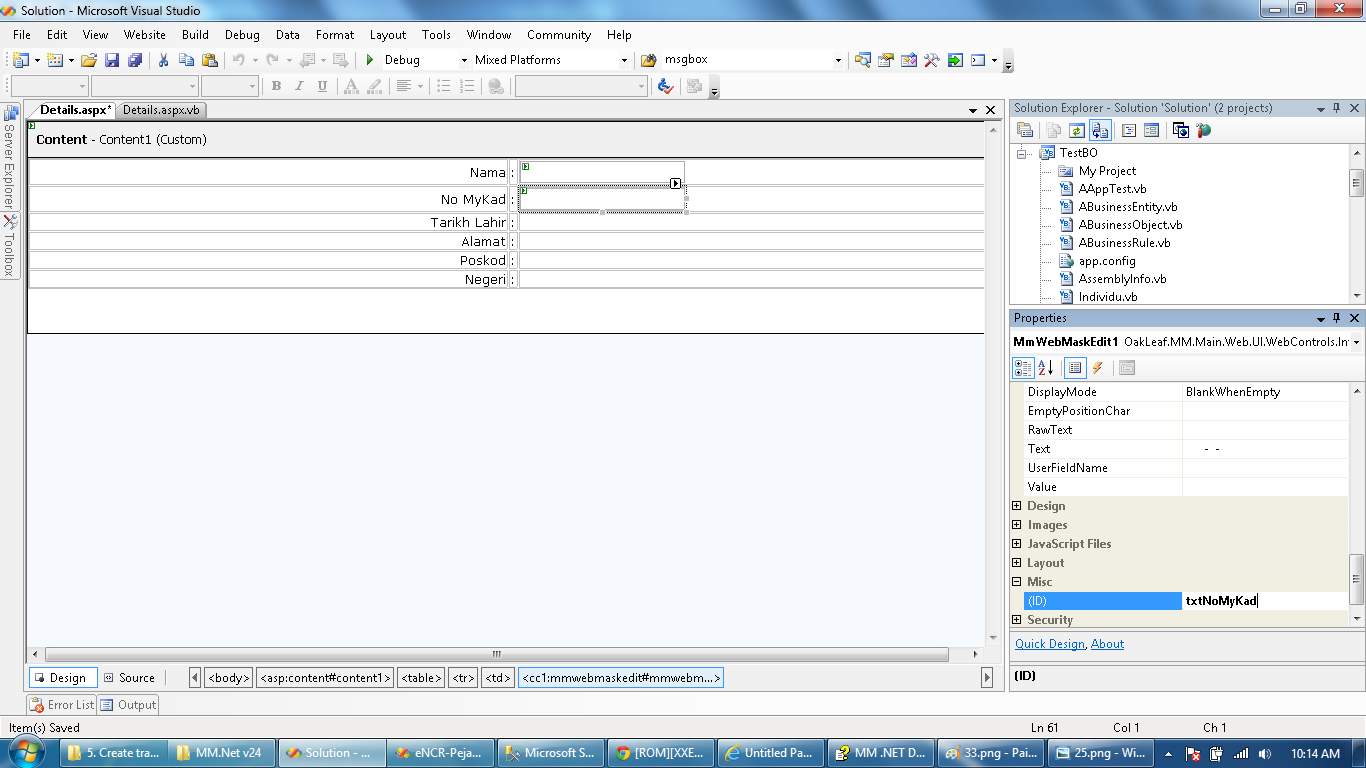 Solution - Microsoft Visual Studio
File Edit View Website Build Debug Data Format Layout Tools Window Community Help
Debug Mixed Platforms msgbox
B I U
Server Explorer
Toolbox
Details.aspx* Details.aspx.vb
Content - Content1 (Custom)
Nama :
No MyKad :
Tarikh Lahir :
Alamat :
Poskod :
Negeri :
Design Source <body> <asp:content#content1> <table> <tr> <td> <cc1:mmwebmaskedit#mmwebm...>
Error List Output
Solution Explorer - Solution 'Solution' (2 projects)
TestBO
My Project
AAppTest.vb
ABusinessEntity.vb
ABusinessObject.vb
ABusinessRule.vb
app.config
AssemblyInfo.vb
Individu.vb
Properties
MmWebMaskEdit1 OakLeaf.MM.Main.Web.UI.WebControls.In
DisplayMode BlankWhenEmpty
EmptyPositionChar
RawText
Text - -
UserFieldName
Value
Design
Images
JavaScript Files
Layout
Misc
(ID) txtNoMyKad
Security
Quick Design, About
(ID)
Item(s) Saved Ln 61 Col 1 Ch 1
5. Create tra... MM.Net v24 Solution - ... eNCR-Peja... Microsoft S... [ROM][XXE... Untitled Pa... MM .NET D... 33.png - Pai... 25.png - Wi... 10:14 AM